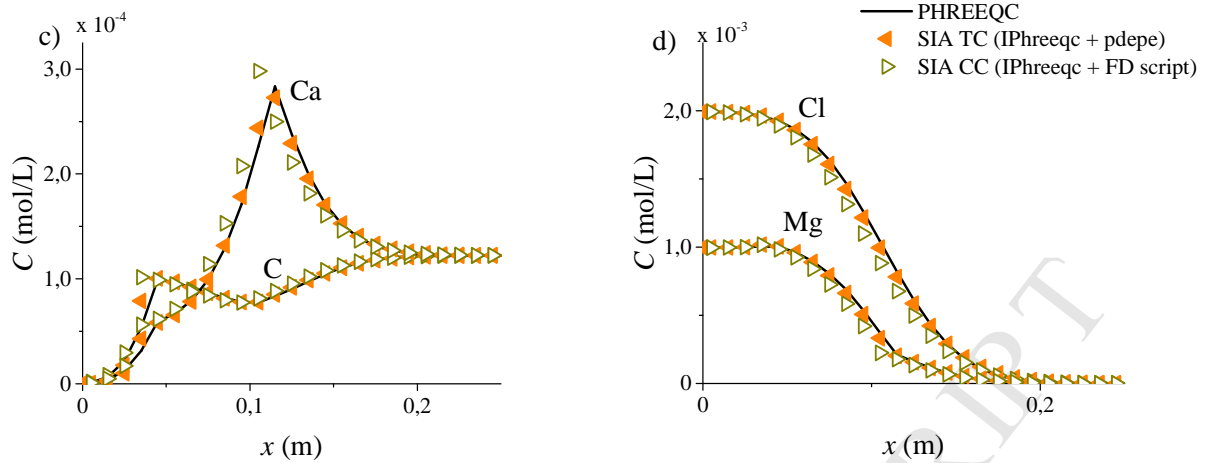 c)
x 10⁻⁴
3,0
2,0
1,0
0
C (mol/L)
Ca
C
0
0,1
0,2
x (m)
PHREEQC
SIA TC (IPhreeqc + pdepe)
SIA CC (IPhreeqc + FD script)
d)
x 10⁻³
2,0
1,0
0
C (mol/L)
Cl
Mg
0
0,2
x (m)
RIPT